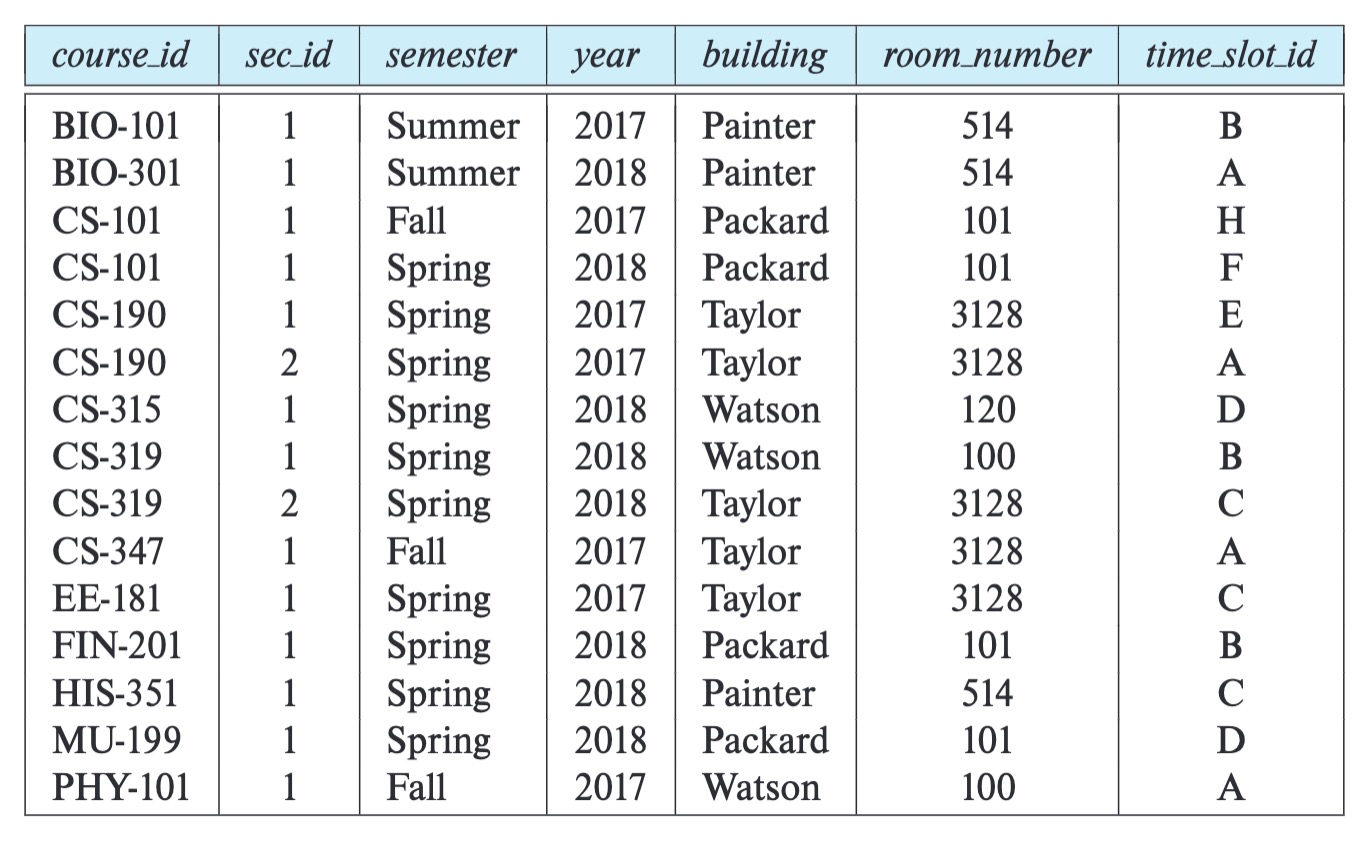 course_id sec_id semester year building room_number time_slot_id
BIO-101 1 Summer 2017 Painter 514 B
BIO-301 1 Summer 2018 Painter 514 A
CS-101 1 Fall 2017 Packard 101 H
CS-101 1 Spring 2018 Packard 101 F
CS-190 1 Spring 2017 Taylor 3128 E
CS-190 2 Spring 2017 Taylor 3128 A
CS-315 1 Spring 2018 Watson 120 D
CS-319 1 Spring 2018 Watson 100 B
CS-319 2 Spring 2018 Taylor 3128 C
CS-347 1 Fall 2017 Taylor 3128 A
EE-181 1 Spring 2017 Taylor 3128 C
FIN-201 1 Spring 2018 Packard 101 B
HIS-351 1 Spring 2018 Painter 514 C
MU-199 1 Spring 2018 Packard 101 D
PHY-101 1 Fall 2017 Watson 100 A